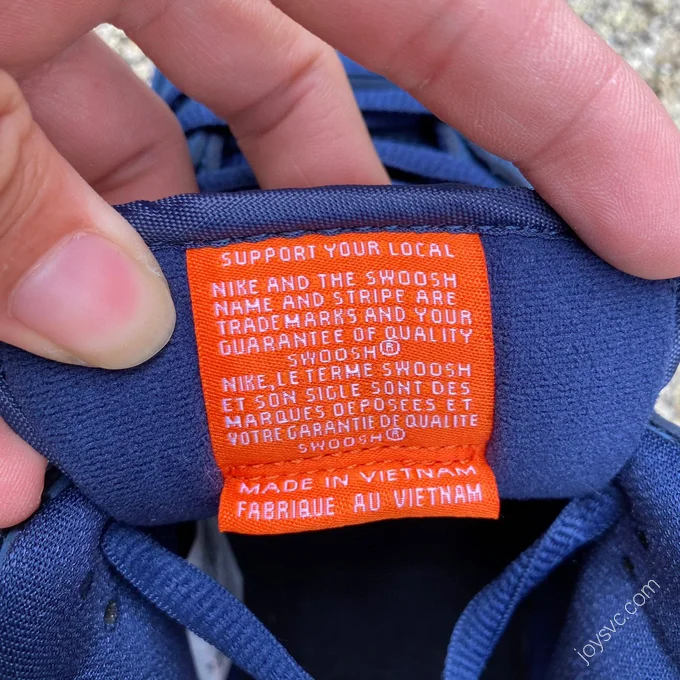 SUPPORT YOUR LOCAL
NIKE AND THE SWOOSH
NAME AND STRIPE ARE
TRADEMARKS AND YOUR
GUARANTEE OF QUALITY
SWOOSH®
NIKE, LE TERME SWOOSH
ET SON SIGLE SONT DES
MARQUES DEPOSEES ET
VOTRE GARANTIE DE QUALITE
SWOOSH®
MADE IN VIETNAM
FABRIQUE AU VIETNAM
joysvc.com